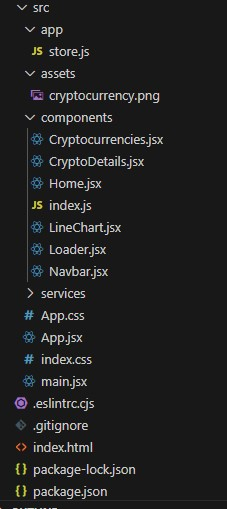 src
app
JS store.js
assets
cryptocurrency.png
components
Cryptocurrencies.jsx
CryptoDetails.jsx
Home.jsx
JS index.js
LineChart.jsx
Loader.jsx
Navbar.jsx
services
# App.css
App.jsx
# index.css
main.jsx
.eslintrc.cjs
.gitignore
<> index.html
{} package-lock.json
{} package.json